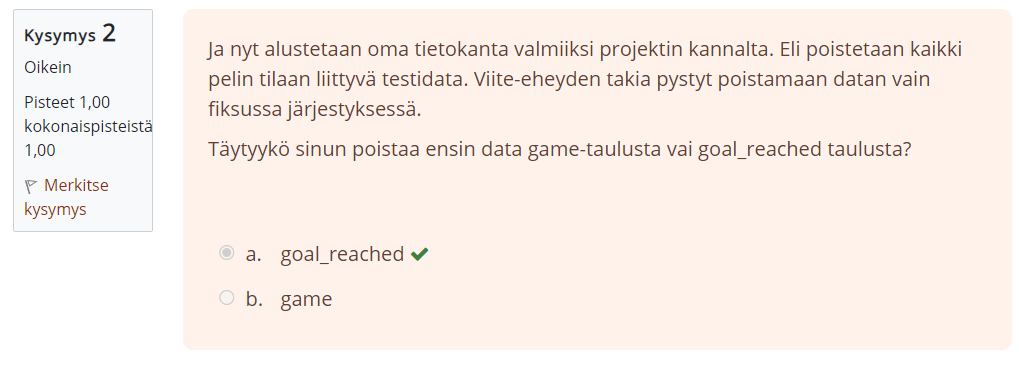 Kysymys 2
Oikein
Pisteet 1,00
kokonaispisteistä
1,00
Merkitse
kysymys
Ja nyt alustetaan oma tietokanta valmiiksi projektin kannalta. Eli poistetaan kaikki
pelin tilaan liittyvä testidata. Viite-eheyden takia pystyt poistamaan datan vain
fiksussa järjestyksessä.
Täytyykö sinun poistaa ensin data game-taulusta vai goal_reached taulusta?
a. goal_reached
b. game